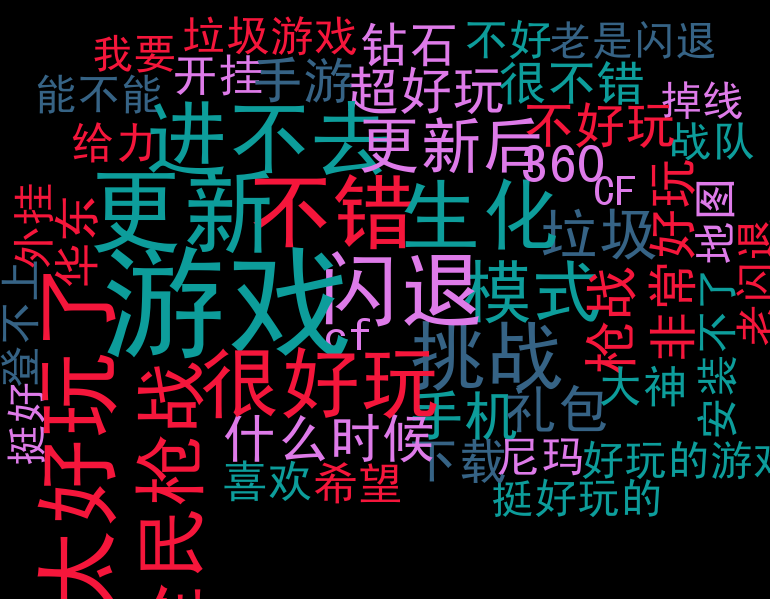 垃圾游戏
钻石
不好
老是闪退
我要
开挂
手游
超好玩
很不错
能不能
掉线
进不去
更新后
不好玩
给力
战队
360
CF
更新
不错
生化
垃圾
好玩
地图
外挂
华东
游戏
闪退
模式
枪战
非常
安装不了
老闪退
登不上
cf
挑战
太好玩了
全民枪战
很好玩
大神
挺好
什么时候
手机
礼包
下载
尼玛
好玩的游戏
喜欢
希望
挺好玩的